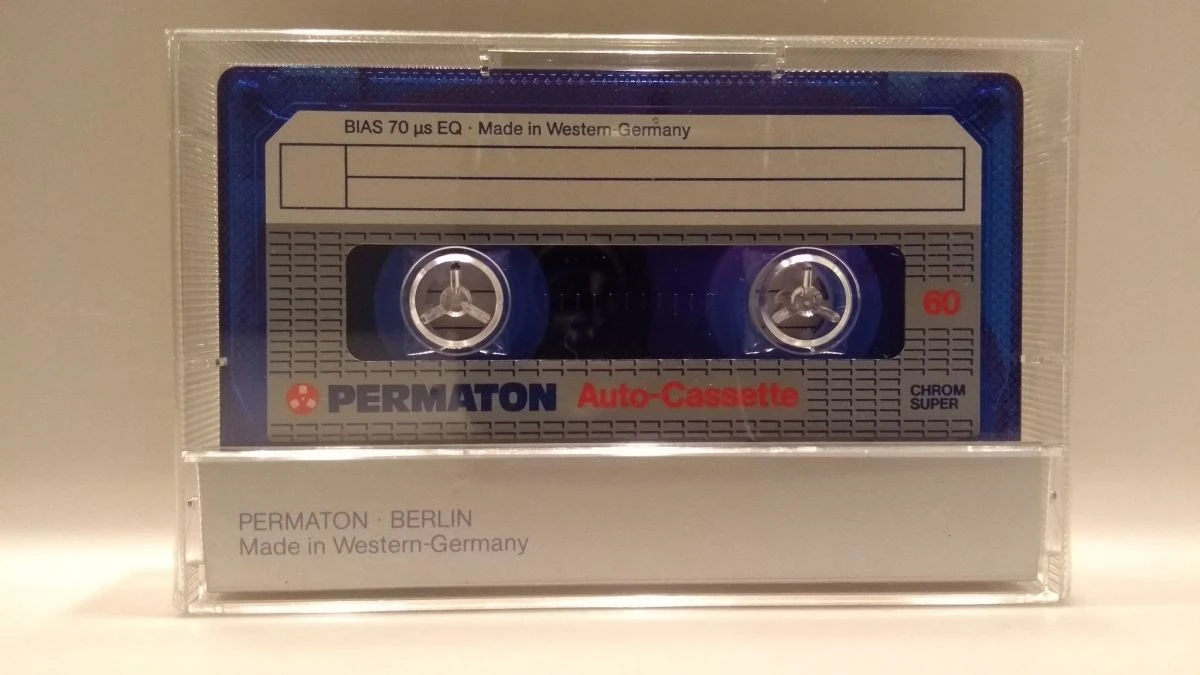 BIAS 70 µs EQ · Made in Western-Germany
60
PERMATON Auto-Cassette
CHROM
SUPER
PERMATON · BERLIN
Made in Western-Germany